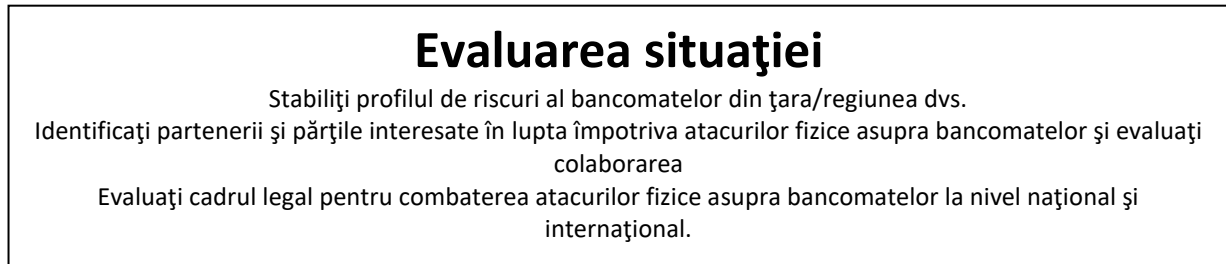 Evaluarea situaţiei
Stabiliţi profilul de riscuri al bancomatelor din ţara/regiunea dvs.
Identificaţi partenerii şi părţile interesate în lupta împotriva atacurilor fizice asupra bancomatelor şi evaluaţi
colaborarea
Evaluaţi cadrul legal pentru combaterea atacurilor fizice asupra bancomatelor la nivel naţional şi
internaţional.